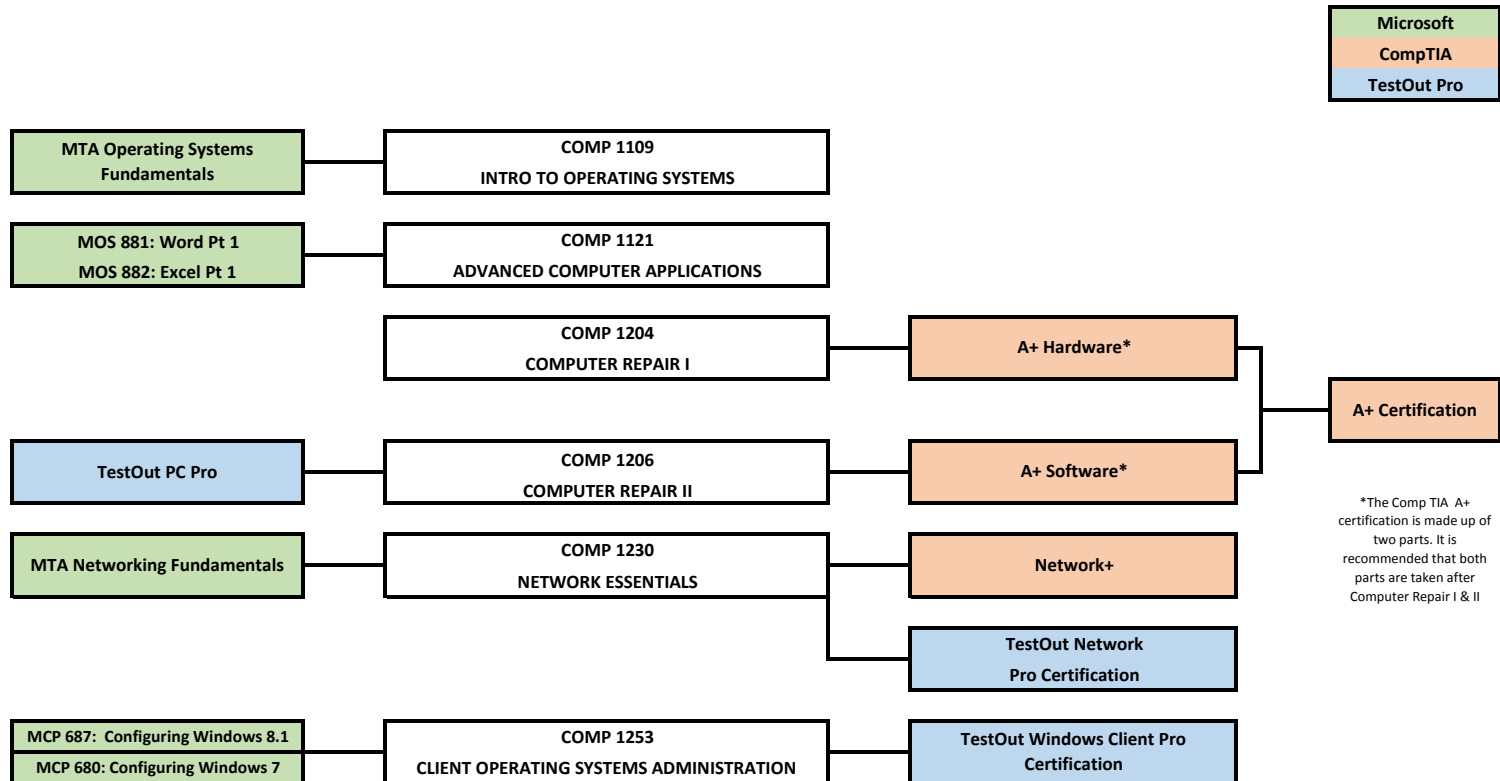 Microsoft
CompTIA
TestOut Pro
MTA Operating Systems
Fundamentals
COMP 1109
INTRO TO OPERATING SYSTEMS
MOS 881: Word Pt 1
MOS 882: Excel Pt 1
COMP 1121
ADVANCED COMPUTER APPLICATIONS
COMP 1204
COMPUTER REPAIR I
A+ Hardware*
A+ Certification
TestOut PC Pro
COMP 1206
COMPUTER REPAIR II
A+ Software*
*The Comp TIA A+
certification is made up of
two parts. It is
recommended that both
parts are taken after
Computer Repair I & II
MTA Networking Fundamentals
COMP 1230
NETWORK ESSENTIALS
Network+
TestOut Network
Pro Certification
MCP 687: Configuring Windows 8.1
MCP 680: Configuring Windows 7
COMP 1253
CLIENT OPERATING SYSTEMS ADMINISTRATION
TestOut Windows Client Pro
Certification